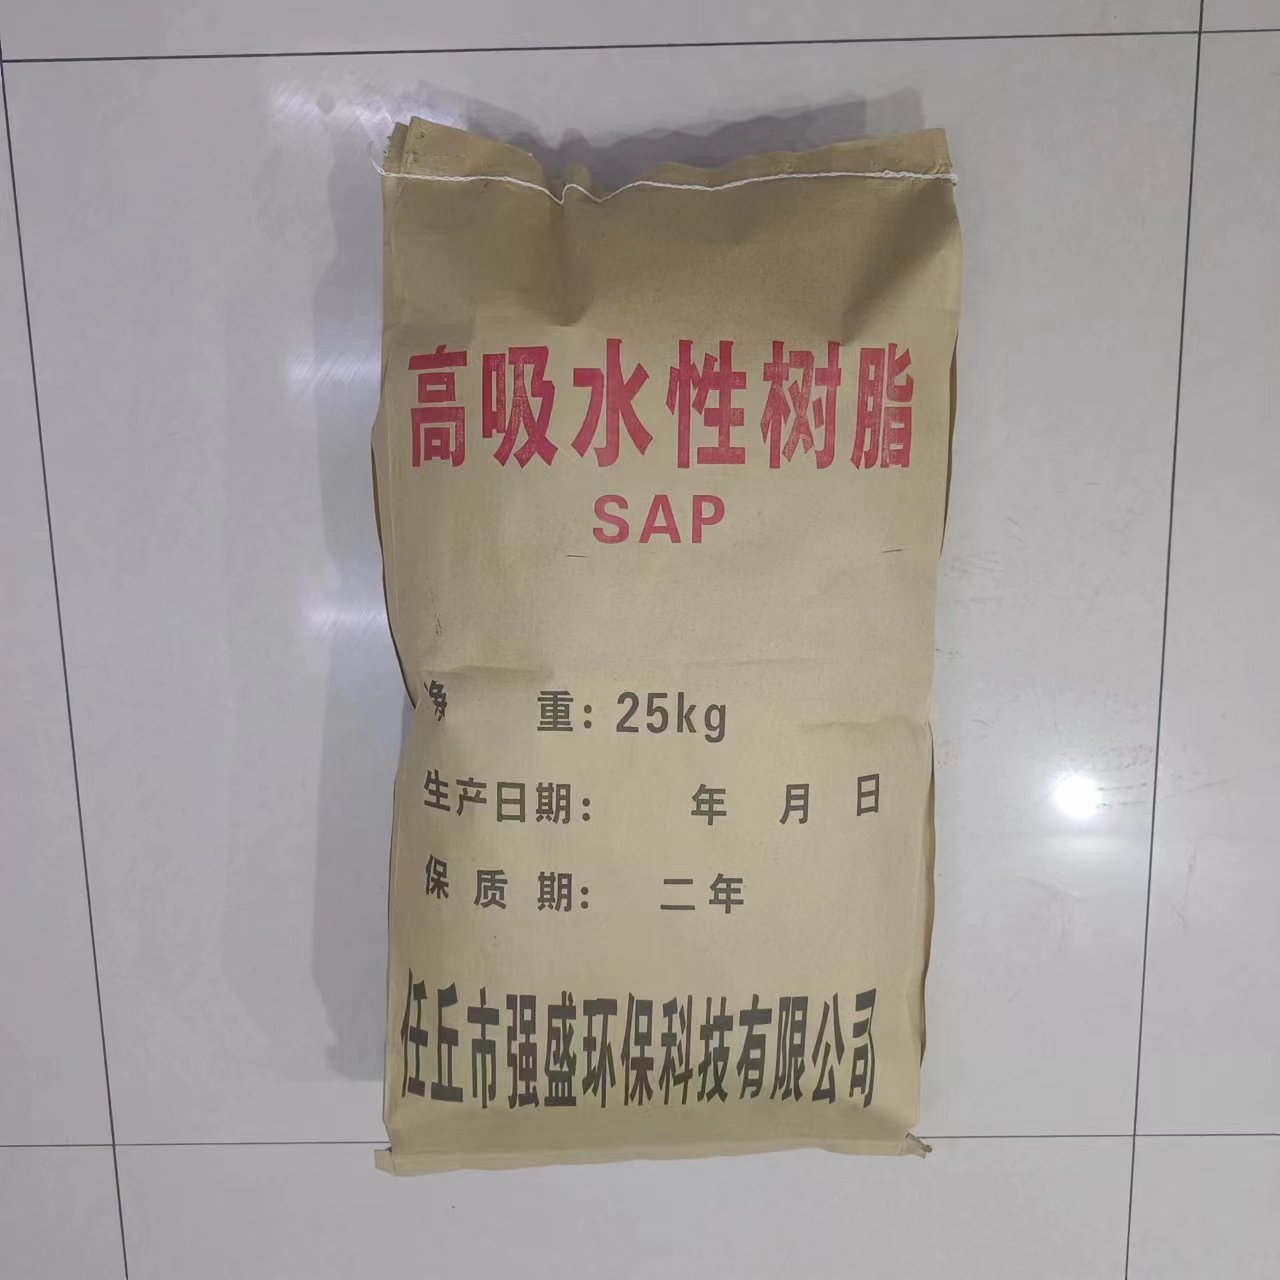 高吸水性树脂
SAP
净 重: 25kg
生产日期: 年 月 日
保质期: 二年
任丘市强盛环保科技有限公司